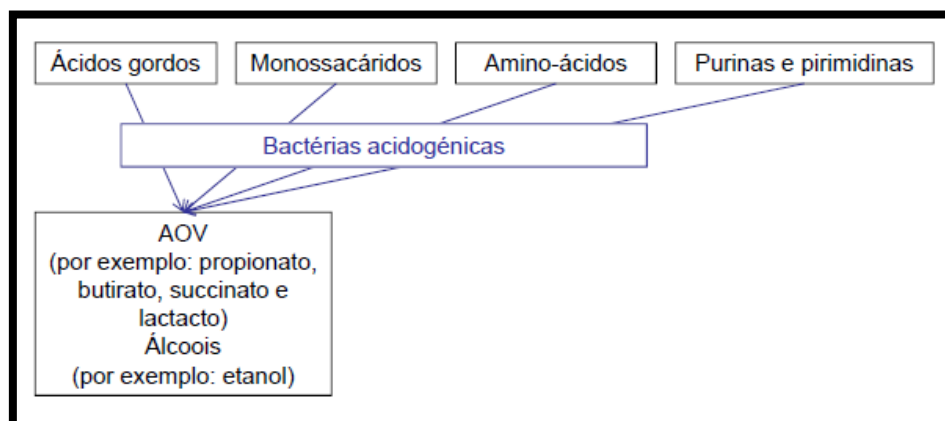 Ácidos gordos
Monossacáridos
Amino-ácidos
Purinas e pirimidinas
Bactérias acidogénicas
AOV
(por exemplo: propionato,
butirato, succinato e
lactacto)
Álcoois
(por exemplo: etanol)